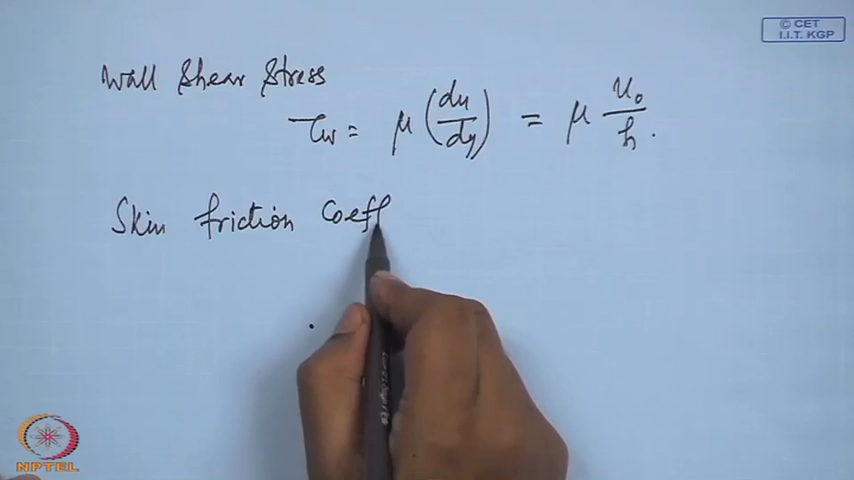 © CET
I.I.T. KGP
Wall Shear Stress
τw = μ (du/dy) = μ u₀/h .
Skin friction Coeff
NPTEL